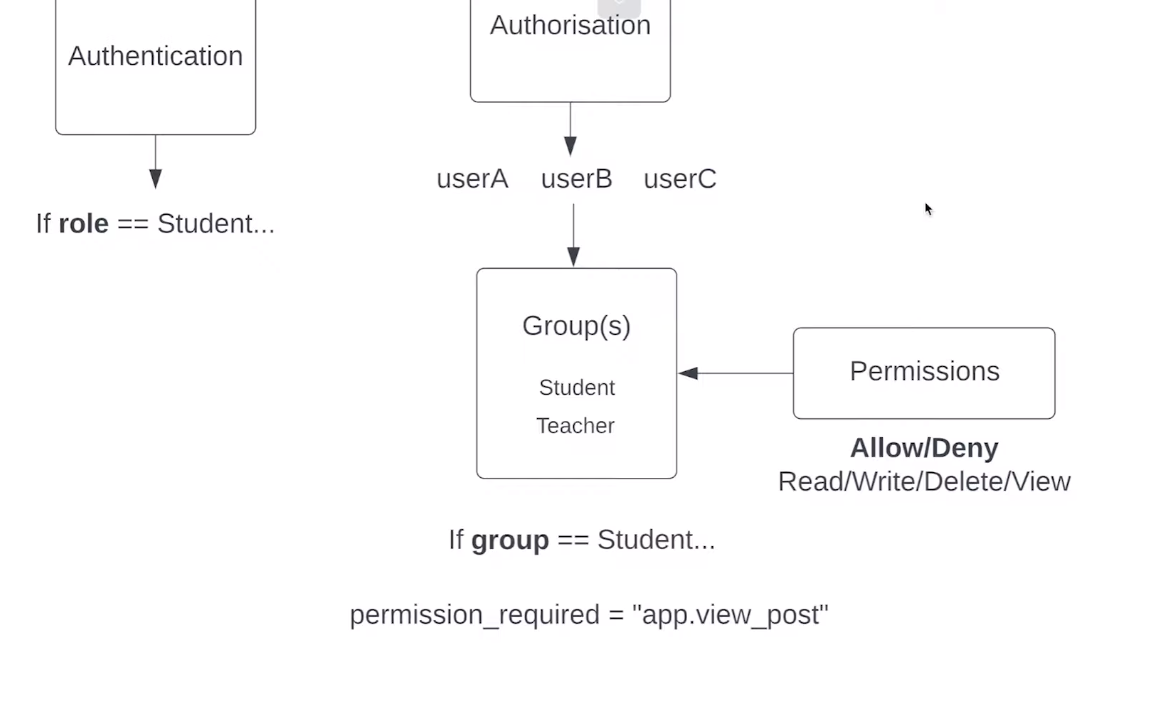 Authentication
Authorisation
userA userB userC
If role == Student...
Group(s)
Student
Teacher
Permissions
Allow/Deny
Read/Write/Delete/View
If group == Student...
permission_required = "app.view_post"